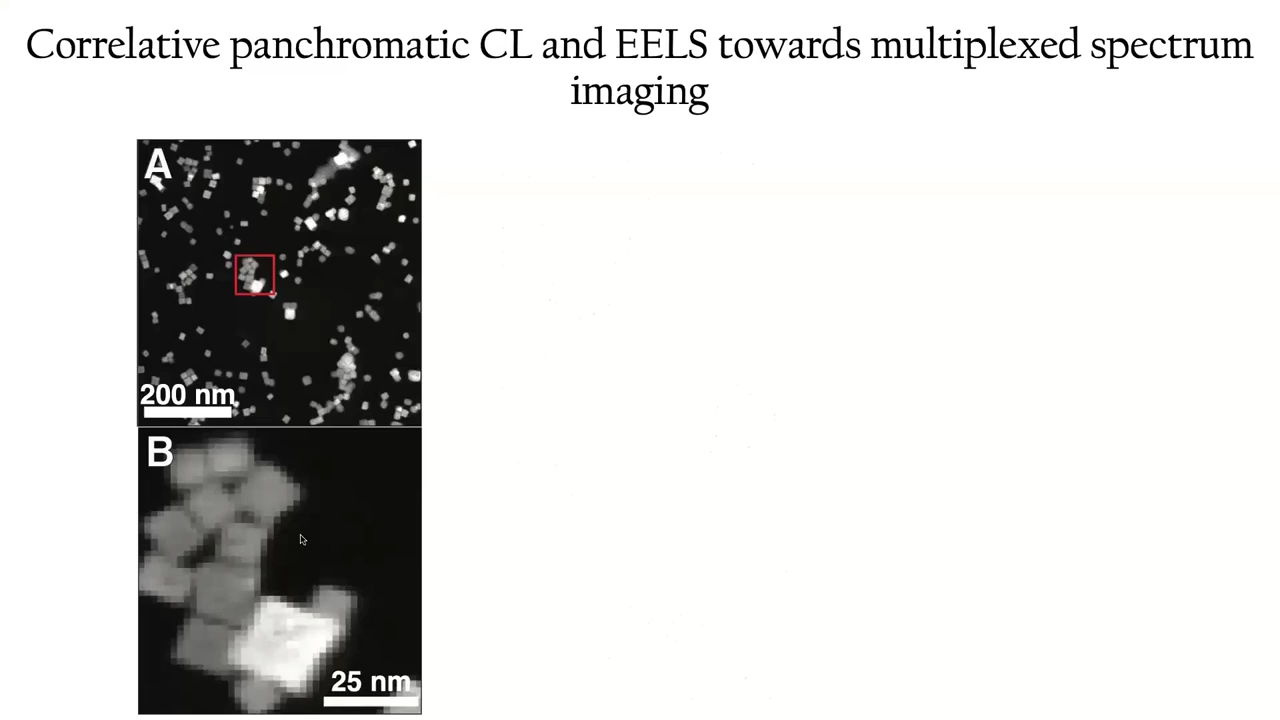 Correlative panchromatic CL and EELS towards multiplexed spectrum
imaging
A
200 nm
B
25 nm